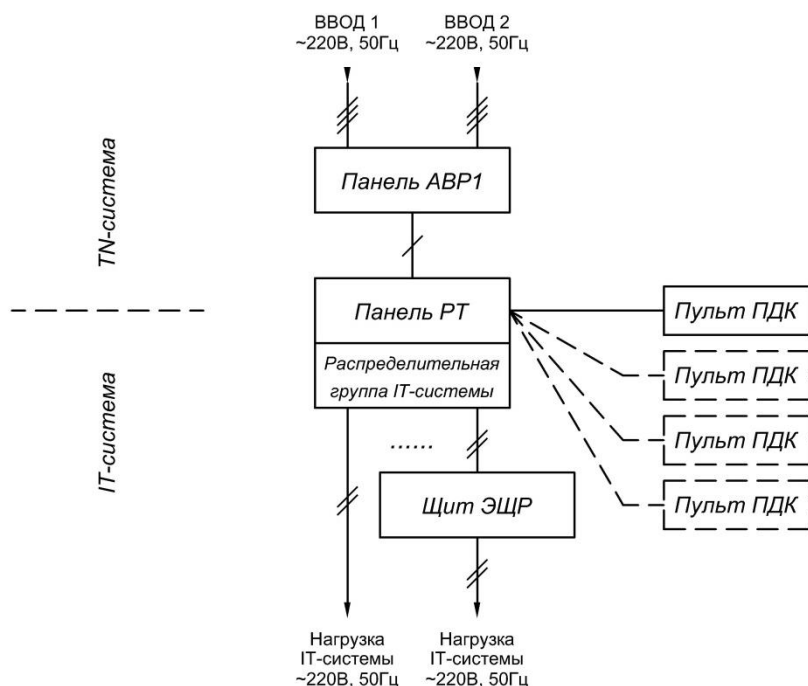 ВВОД 1
~220В, 50Гц
ВВОД 2
~220В, 50Гц
TN-система
Панель АВР1
Панель РТ
Пульт ПДК
Распределительная
группа IT-системы
Пульт ПДК
Пульт ПДК
Пульт ПДК
IT-система
......
Щит ЭЩР
Нагрузка
IT-системы
~220В, 50Гц
Нагрузка
IT-системы
~220В, 50Гц